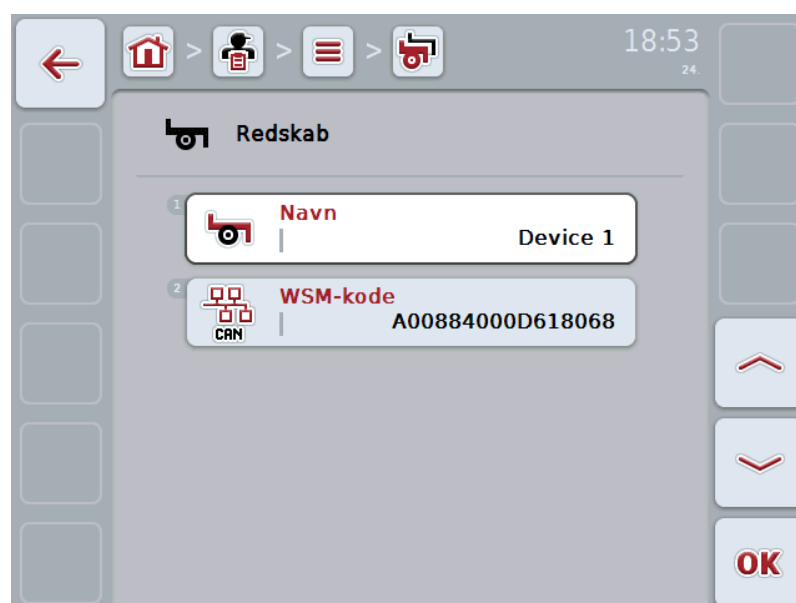 > > >
18:53
24.
Redskab
1
Navn
Device 1
2
WSM-kode
A00884000D618068
CAN
OK